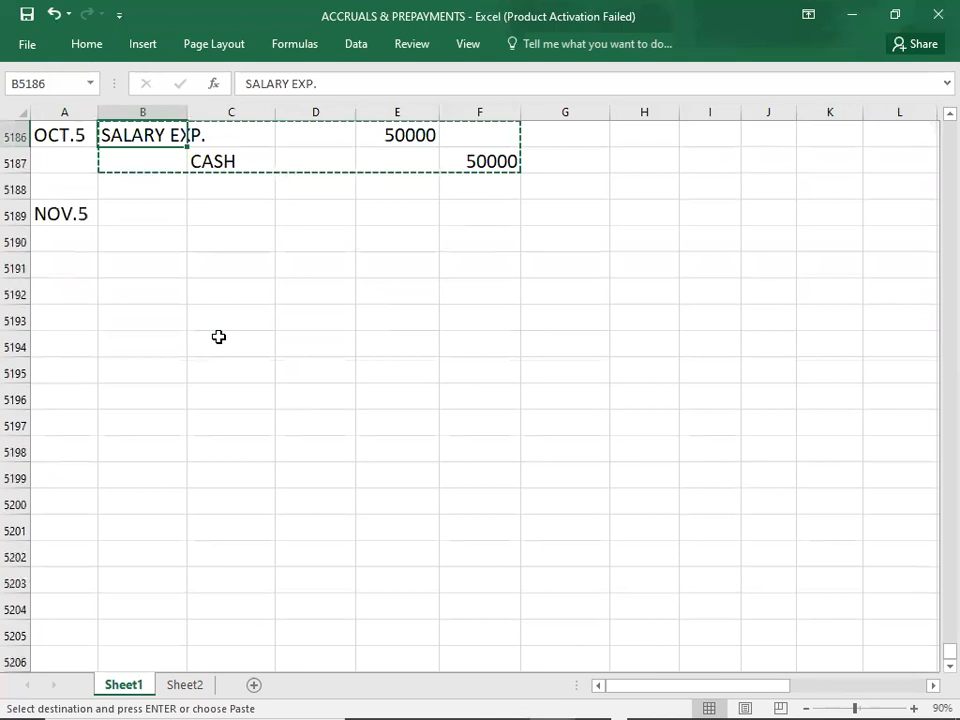 ACCRUALS & PREPAYMENTS - Excel (Product Activation Failed)
File Home Insert Page Layout Formulas Data Review View Tell me what you want to do... Share
B5186 fx SALARY EXP.
A B C D E F G H I J K L
5186 OCT.5 SALARY EXP. 50000
5187 CASH 50000
5188
5189 NOV.5
5190
5191
5192
5193
5194
5195
5196
5197
5198
5199
5200
5201
5202
5203
5204
5205
5206
Sheet1 Sheet2
Select destination and press ENTER or choose Paste 90%